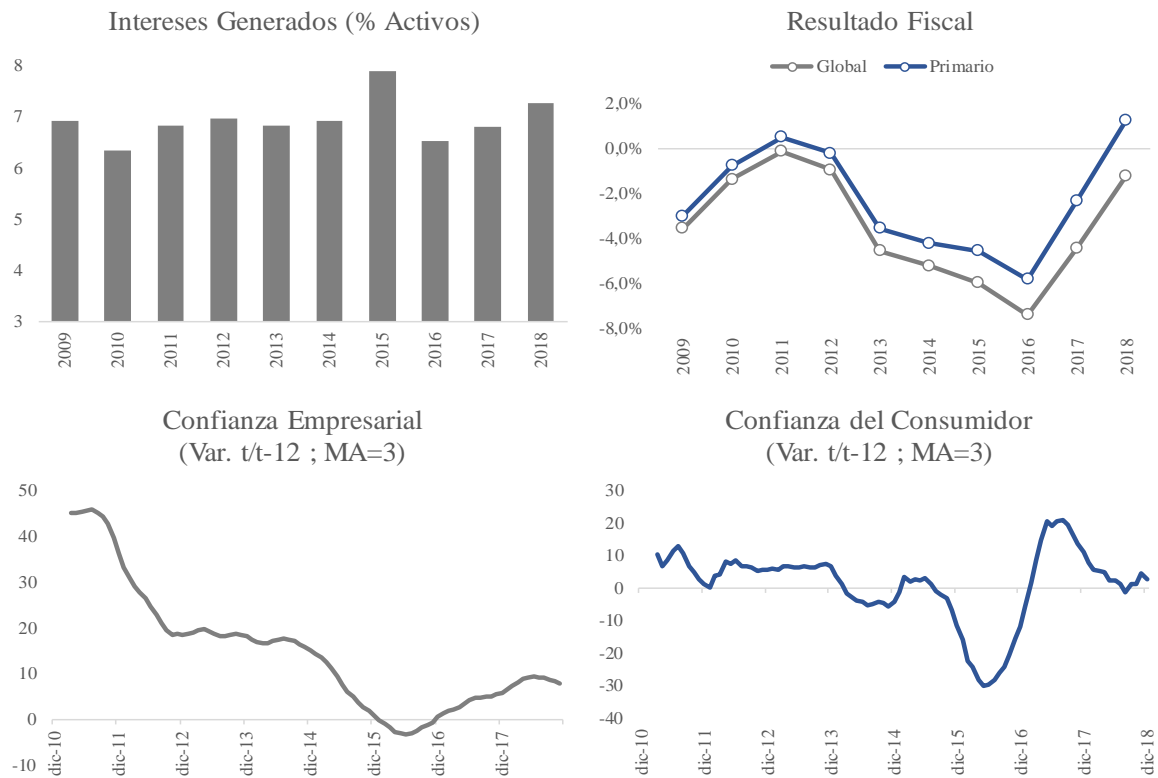 Intereses Generados (% Activos)
8
7
6
5
4
3
2009
2010
2011
2012
2013
2014
2015
2016
2017
2018
Resultado Fiscal
Global
Primario
2,0%
0,0%
-2,0%
-4,0%
-6,0%
-8,0%
2009
2010
2011
2012
2013
2014
2015
2016
2017
2018
Confianza Empresarial
(Var. t/t-12 ; MA=3)
50
40
30
20
10
0
-10
dic-10
dic-11
dic-12
dic-13
dic-14
dic-15
dic-16
dic-17
Confianza del Consumidor
(Var. t/t-12 ; MA=3)
30
20
10
0
-10
-20
-30
-40
dic-10
dic-11
dic-12
dic-13
dic-14
dic-15
dic-16
dic-17
dic-18